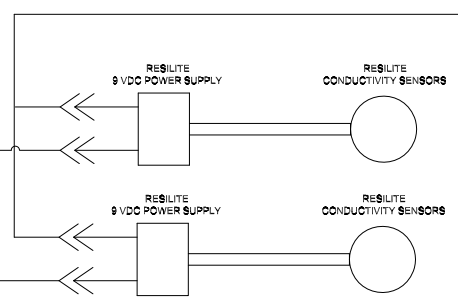 RESILITE
9 VDC POWER SUPPLY
RESILITE
CONDUCTIVITY SENSORS
RESILITE
9 VDC POWER SUPPLY
RESILITE
CONDUCTIVITY SENSORS